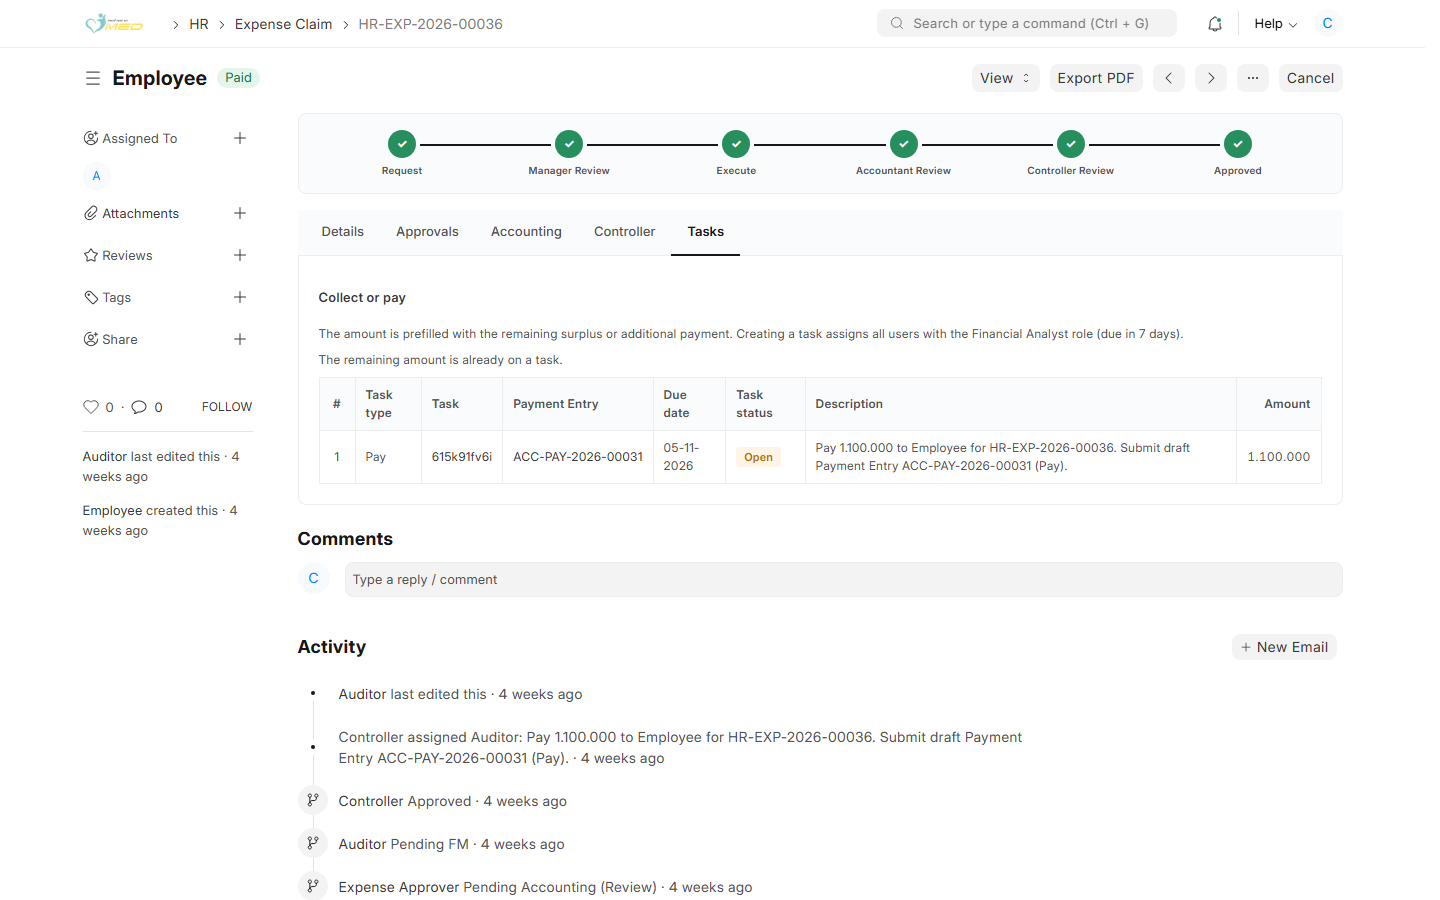 MED
HR
Expense Claim
HR-EXP-2026-00036
Search or type a command (Ctrl + G)
Help
C
Employee
Paid
View
Export PDF
Cancel
Assigned To
A
Attachments
Reviews
Tags
Share
0 · 0
FOLLOW
Auditor last edited this · 4
weeks ago
Employee created this · 4
weeks ago
Request
Manager Review
Execute
Accountant Review
Controller Review
Approved
Details
Approvals
Accounting
Controller
Tasks
Collect or pay
The amount is prefilled with the remaining surplus or additional payment. Creating a task assigns all users with the Financial Analyst role (due in 7 days).
The remaining amount is already on a task.
# Task type Task Payment Entry Due date Task status Description Amount
1 Pay 615k91fv6i ACC-PAY-2026-00031 05-11-2026 Open Pay 1.100.000 to Employee for HR-EXP-2026-00036. Submit draft Payment Entry ACC-PAY-2026-00031 (Pay). 1.100.000
Comments
C
Type a reply / comment
Activity
New Email
Auditor last edited this · 4 weeks ago
Controller assigned Auditor: Pay 1.100.000 to Employee for HR-EXP-2026-00036. Submit draft Payment
Entry ACC-PAY-2026-00031 (Pay). · 4 weeks ago
Controller Approved · 4 weeks ago
Auditor Pending FM · 4 weeks ago
Expense Approver Pending Accounting (Review) · 4 weeks ago